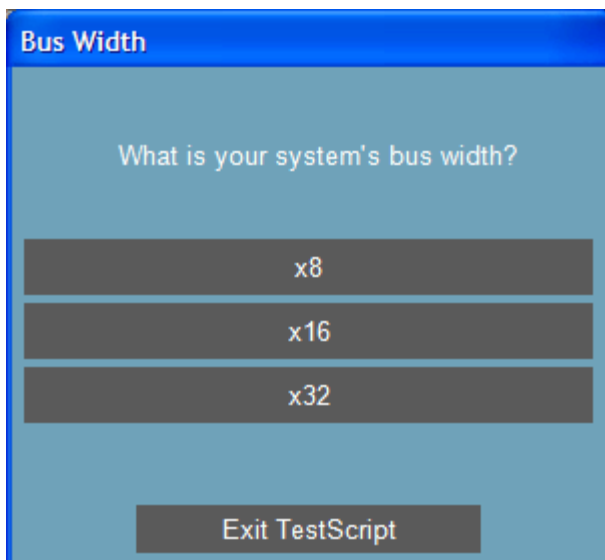 Bus Width
What is your system's bus width?
x8
x16
x32
Exit TestScript